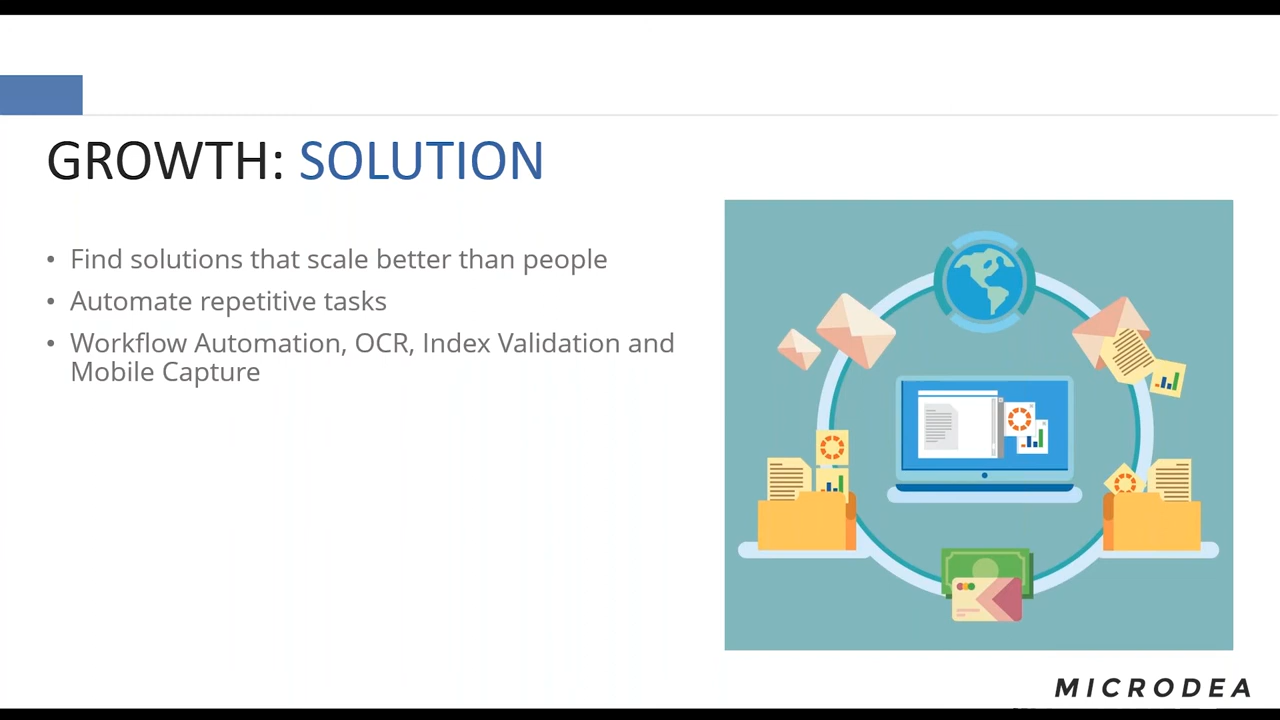 GROWTH: SOLUTION
• Find solutions that scale better than people
• Automate repetitive tasks
• Workflow Automation, OCR, Index Validation and
Mobile Capture
MICRODEA